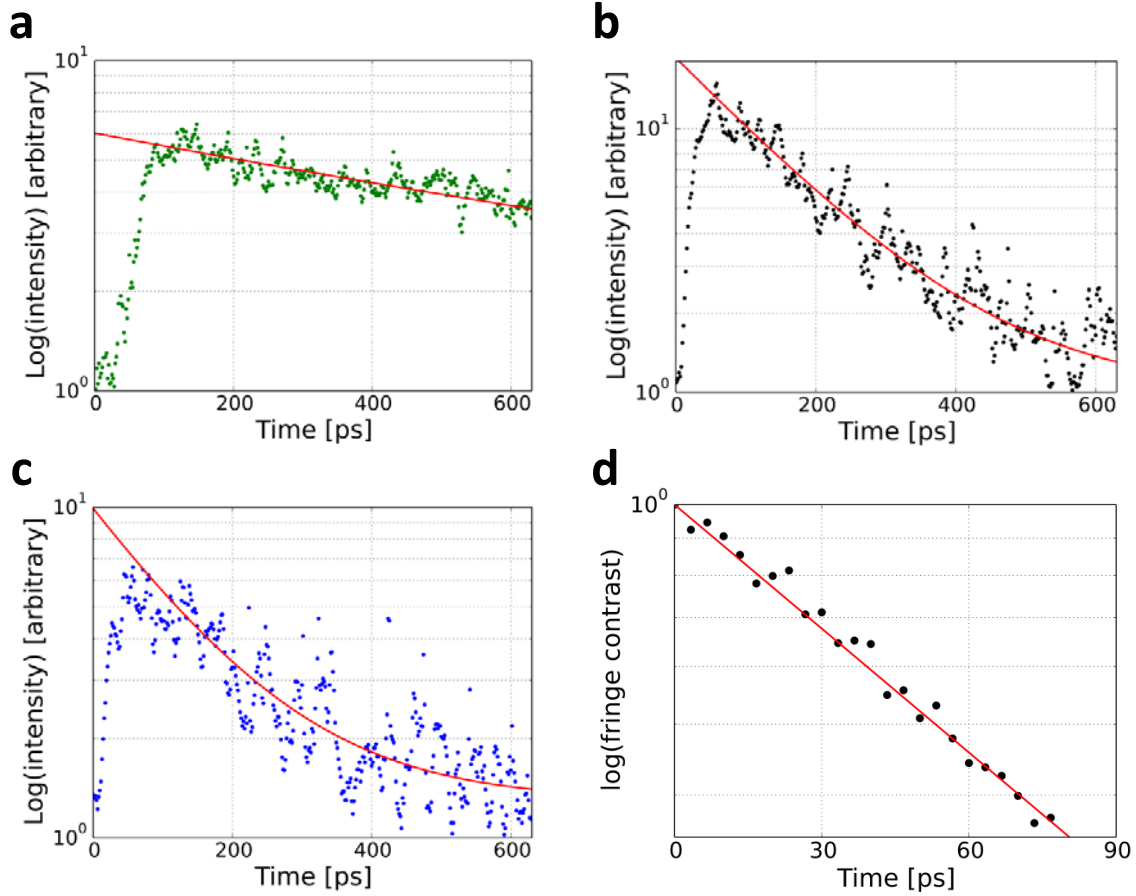 a
Log(intensity) [arbitrary]
10¹
10⁰
0 200 400 600
Time [ps]
b
Log(intensity) [arbitrary]
10¹
10⁰
0 200 400 600
Time [ps]
c
Log(intensity) [arbitrary]
10¹
10⁰
0 200 400 600
Time [ps]
d
log(fringe contrast)
10⁰
0 30 60 90
Time [ps]